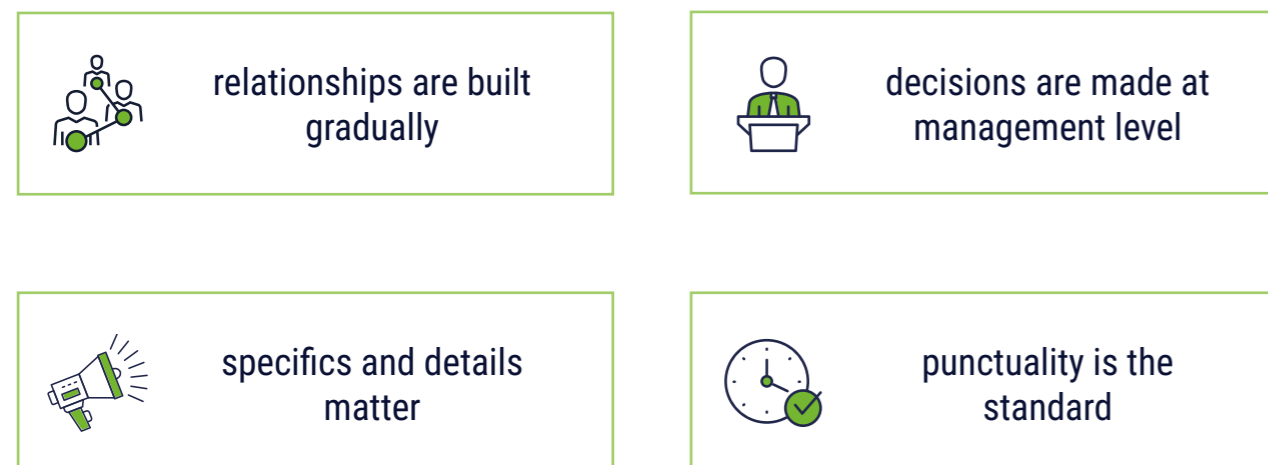 relationships are built
gradually
decisions are made at
management level
specifics and details
matter
punctuality is the
standard